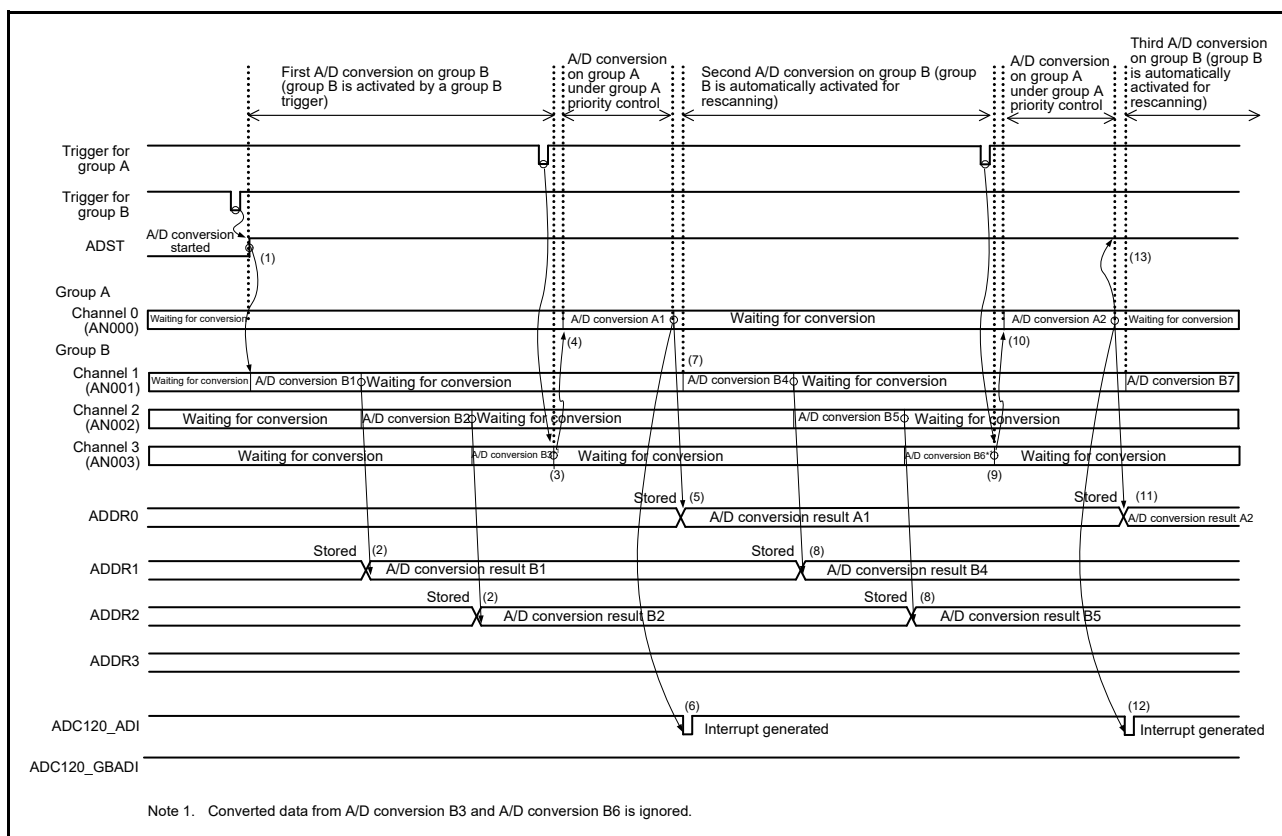 First A/D conversion on group B
(group B is activated by a group B
trigger)
A/D conversion
on group A
under group A
priority control
Second A/D conversion on group B (group
B is automatically activated for
rescanning)
A/D conversion
on group A
under group A
priority control
Third A/D conversion
on group B (group B
is automatically
activated for
rescanning)
Trigger for
group A
Trigger for
group B
A/D conversion
started
ADST
(1)
(13)
Group A
Channel 0
(AN000)
Waiting for conversion
A/D conversion A1
Waiting for conversion
A/D conversion A2
Waiting for conversion
(4)
(10)
Group B
(7)
Channel 1
(AN001)
Waiting for conversion
A/D conversion B1
Waiting for conversion
A/D conversion B4
Waiting for conversion
A/D conversion B7
Channel 2
(AN002)
Waiting for conversion
A/D conversion B2
Waiting for conversion
A/D conversion B5
Waiting for conversion
Channel 3
(AN003)
Waiting for conversion
A/D conversion B3*1
Waiting for conversion
A/D conversion B6*1
Waiting for conversion
(3)
(9)
Stored (5)
Stored (11)
ADDR0
A/D conversion result A1
A/D conversion result A2
Stored (2)
Stored (8)
ADDR1
A/D conversion result B1
A/D conversion result B4
Stored (2)
Stored (8)
ADDR2
A/D conversion result B2
A/D conversion result B5
ADDR3
(6)
(12)
ADC120_ADI
Interrupt generated
Interrupt generated
ADC120_GBADI
Note 1. Converted data from A/D conversion B3 and A/D conversion B6 is ignored.